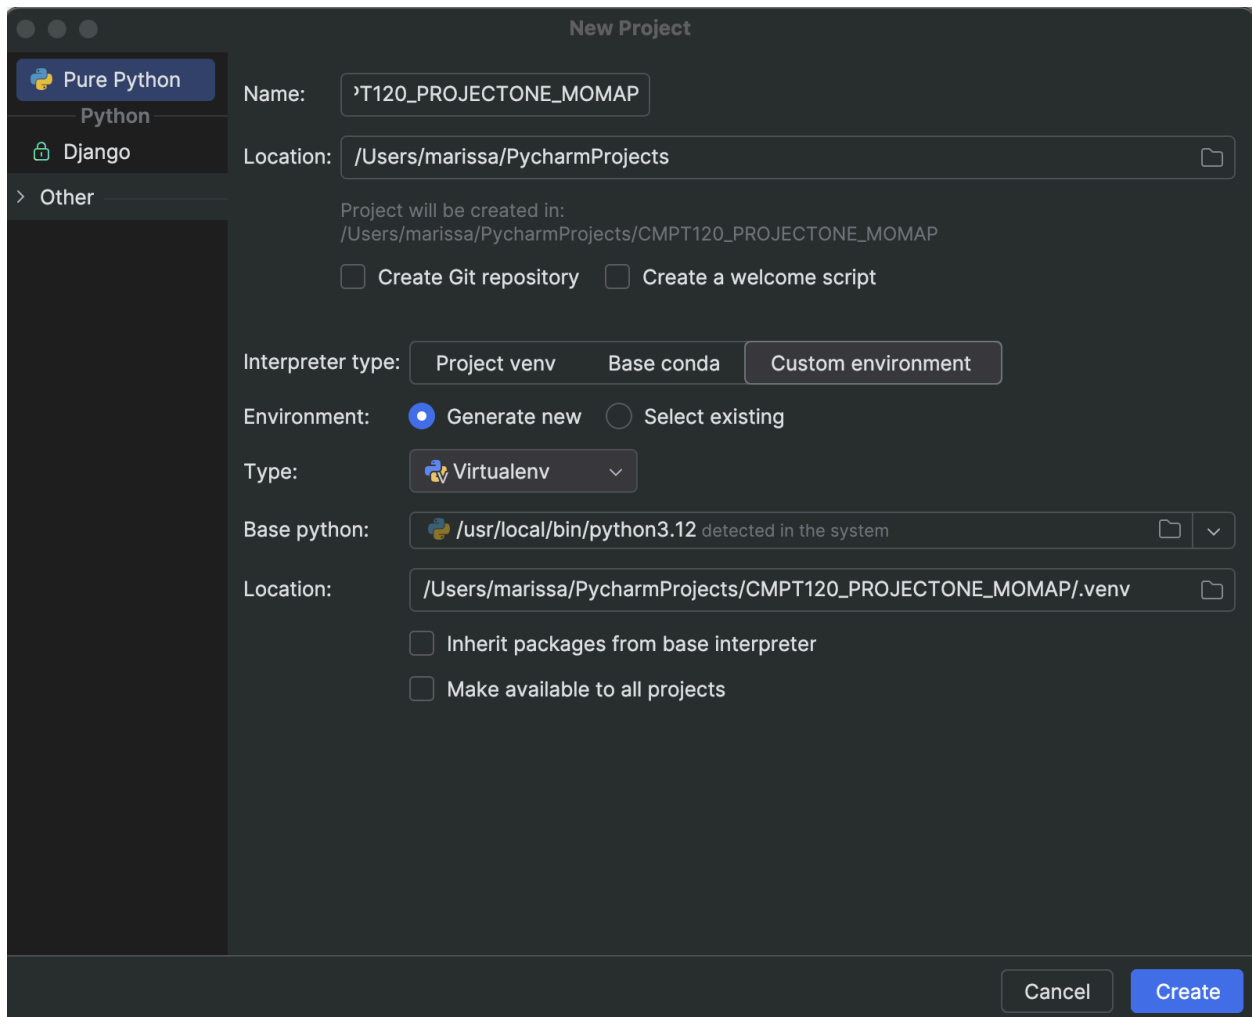 New Project
Pure Python
Python
Django
Other
Name: PT120_PROJECTONE_MOMAP
Location: /Users/marissa/PycharmProjects
Project will be created in:
/Users/marissa/PycharmProjects/CMPT120_PROJECTONE_MOMAP
Create Git repository Create a welcome script
Interpreter type: Project venv Base conda Custom environment
Environment: Generate new Select existing
Type: Virtualenv
Base python: /usr/local/bin/python3.12 detected in the system
Location: /Users/marissa/PycharmProjects/CMPT120_PROJECTONE_MOMAP/.venv
Inherit packages from base interpreter
Make available to all projects
Cancel Create